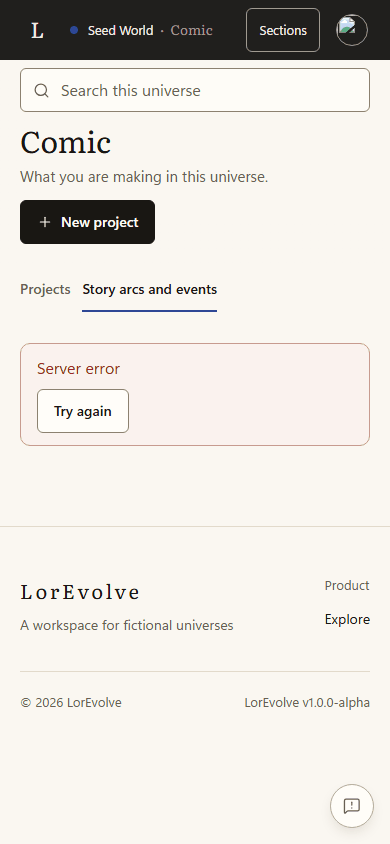 L
Seed World · Comic
Sections
Search this universe
Comic
What you are making in this universe.
New project
Projects
Story arcs and events
Server error
Try again
LorEvolve
A workspace for fictional universes
Product
Explore
© 2026 LorEvolve
LorEvolve v1.0.0-alpha